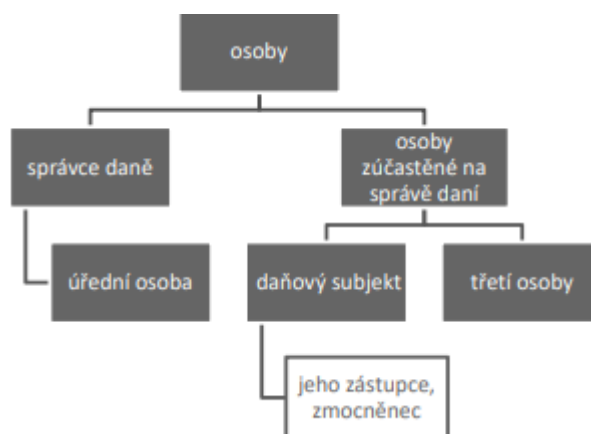 osoby
správce daně
osoby
zúčastěné na
správě daní
úřední osoba
daňový subjekt
třetí osoby
jeho zástupce,
zmocněnec